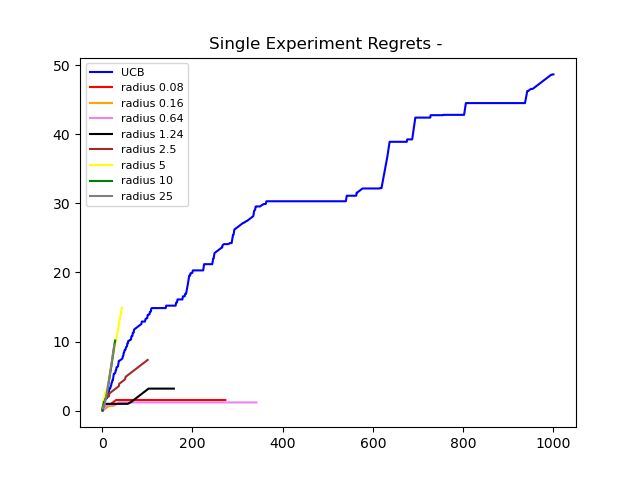 Single Experiment Regrets -
50
40
30
20
10
0
UCB
radius 0.08
radius 0.16
radius 0.64
radius 1.24
radius 2.5
radius 5
radius 10
radius 25
0 200 400 600 800 1000